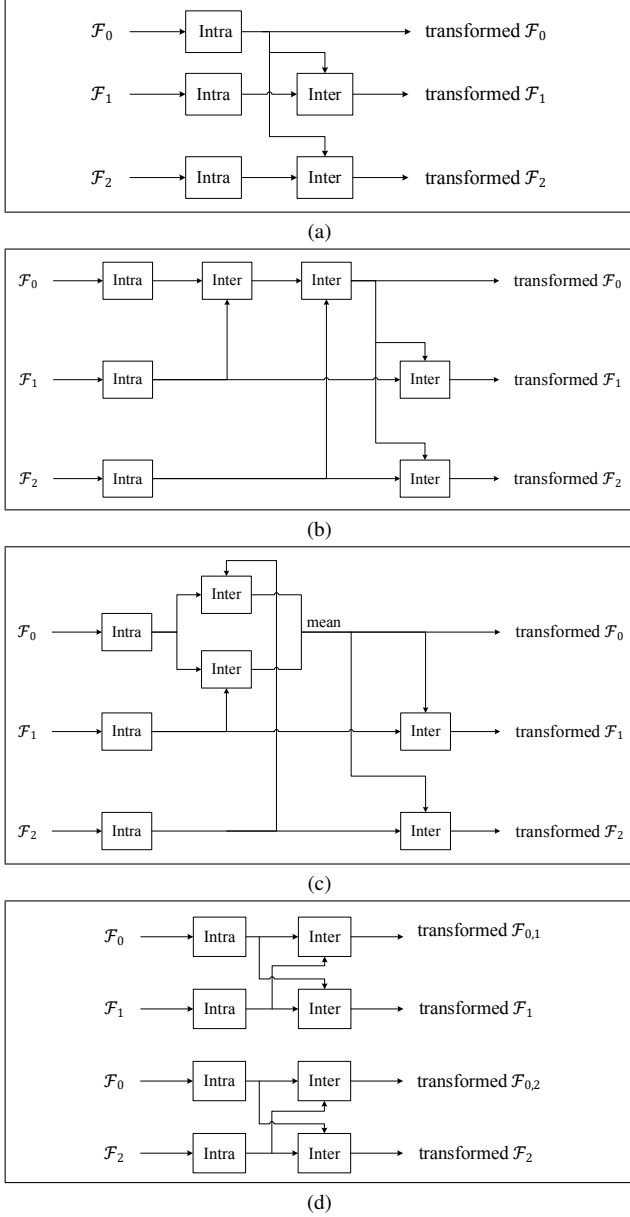 ℱ₀ Intra transformed ℱ₀
ℱ₁ Intra Inter transformed ℱ₁
ℱ₂ Intra Inter transformed ℱ₂
(a)
ℱ₀ Intra Inter Inter transformed ℱ₀
ℱ₁ Intra Inter transformed ℱ₁
ℱ₂ Intra Inter transformed ℱ₂
(b)
Inter
mean
ℱ₀ Intra transformed ℱ₀
Inter
ℱ₁ Intra Inter transformed ℱ₁
ℱ₂ Intra Inter transformed ℱ₂
(c)
ℱ₀ Intra Inter transformed ℱ₀,₁
ℱ₁ Intra Inter transformed ℱ₁
ℱ₀ Intra Inter transformed ℱ₀,₂
ℱ₂ Intra Inter transformed ℱ₂
(d)